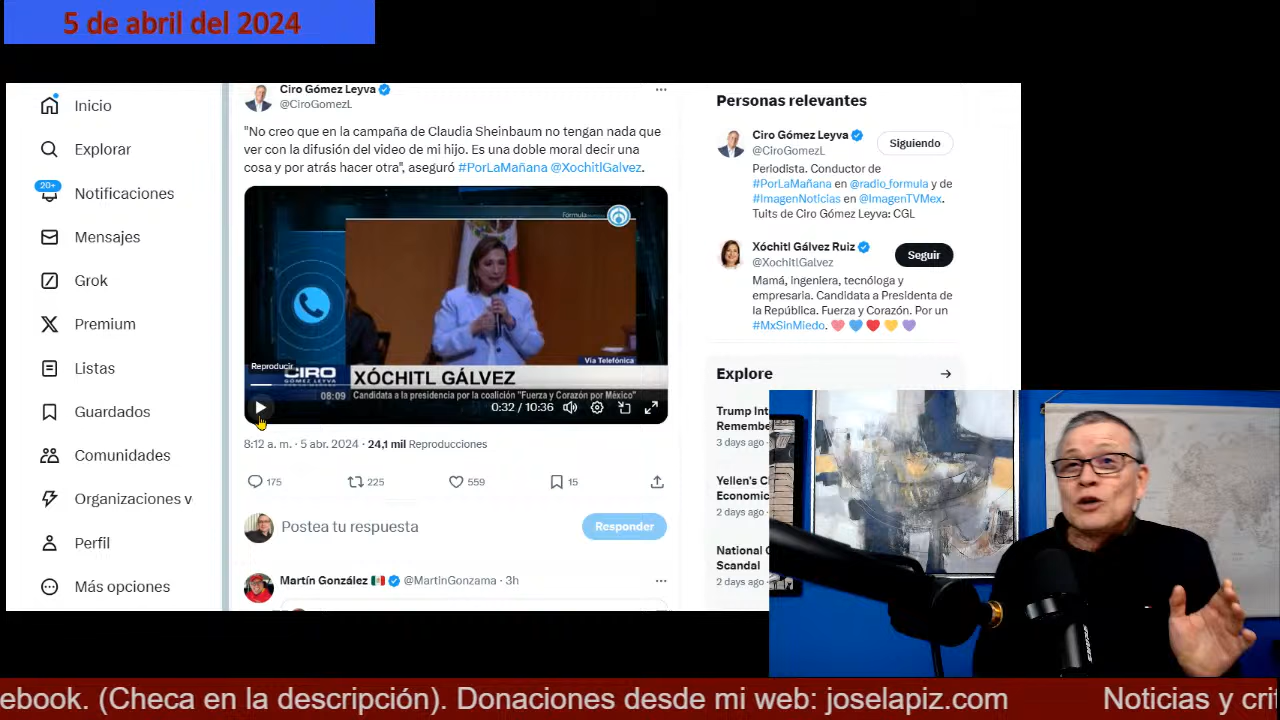 5 de abril del 2024
Inicio
Explorar
20+
Notificaciones
Mensajes
Grok
Premium
Listas
Guardados
Comunidades
Organizaciones v
Perfil
Más opciones
Ciro Gómez Leyva
@CiroGomezL
"No creo que en la campaña de Claudia Sheinbaum no tengan nada que
ver con la difusión del video de mi hijo. Es una doble moral decir una
cosa y por atrás hacer otra", aseguró #PorLaMañana @XochitlGalvez.
Fórmula
Vía Telefónica
Reproducir
CIRO
GÓMEZ LEYVA
XÓCHITL GÁLVEZ
08:09
Candidata a la presidencia por la coalición "Fuerza y Corazón por México"
0:32 / 10:36
8:12 a. m. · 5 abr. 2024 · 24,1 mil Reproducciones
175
225
559
15
Postea tu respuesta
Responder
Martín González @MartinGonzama · 3h
Personas relevantes
Ciro Gómez Leyva
@CiroGomezL
Siguiendo
Periodista. Conductor de
#PorLaMañana en @radio_formula y de
#ImagenNoticias en @ImagenTVMex.
Tuits de Ciro Gómez Leyva: CGL
Xóchitl Gálvez Ruiz
@XochitlGalvez
Seguir
Mamá, ingeniera, tecnóloga y
empresaria. Candidata a Presidenta de
la República. Fuerza y Corazón. Por un
#MxSinMiedo.
Explore
Trump Int
Remembe
3 days ago
Yellen's C
Economic
2 days ago
National
Scandal
2 days ago
ebook. (Checa en la descripción). Donaciones desde mi web: joselapiz.com
Noticias y crit